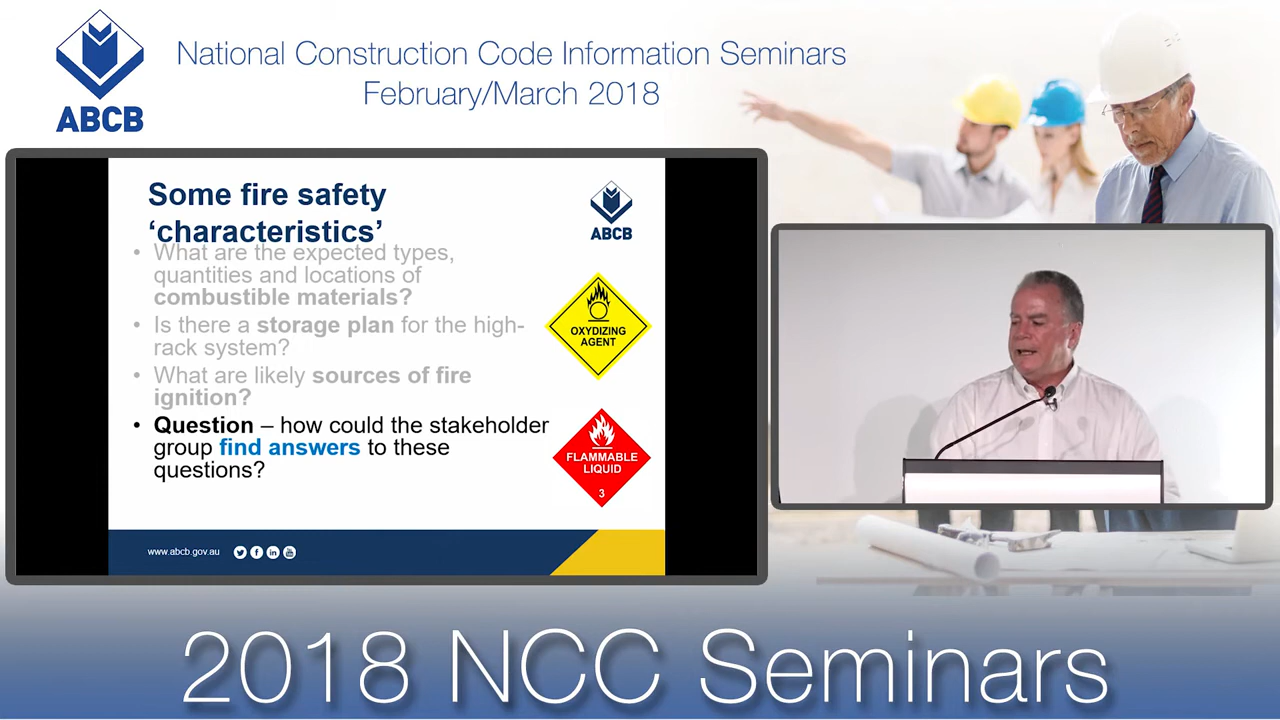 ABCB
National Construction Code Information Seminars
February/March 2018
Some fire safety
‘characteristics’
ABCB
• What are the expected types,
quantities and locations of
combustible materials?
• Is there a storage plan for the high-
rack system?
• What are likely sources of fire
ignition?
• Question – how could the stakeholder
group find answers to these
questions?
OXYDIZING
AGENT
FLAMMABLE
LIQUID
3
www.abcb.gov.au
2018 NCC Seminars